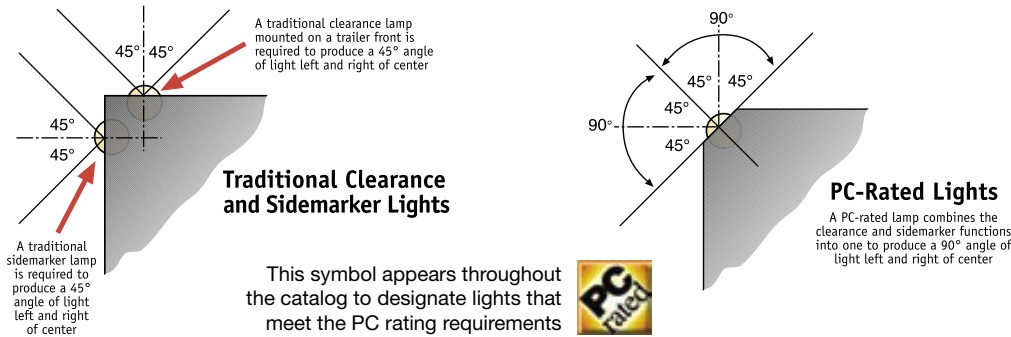 45° 45°
A traditional clearance lamp
mounted on a trailer front is
required to produce a 45° angle
of light left and right of center
45°
45°
Traditional Clearance
and Sidemarker Lights
A traditional
sidemarker lamp
is required to
produce a 45°
angle of light
left and right
of center
90°
45° 45°
45°
90°
45°
PC-Rated Lights
A PC-rated lamp combines the
clearance and sidemarker functions
into one to produce a 90° angle of
light left and right of center
This symbol appears throughout
the catalog to designate lights that
meet the PC rating requirements
PC
rated